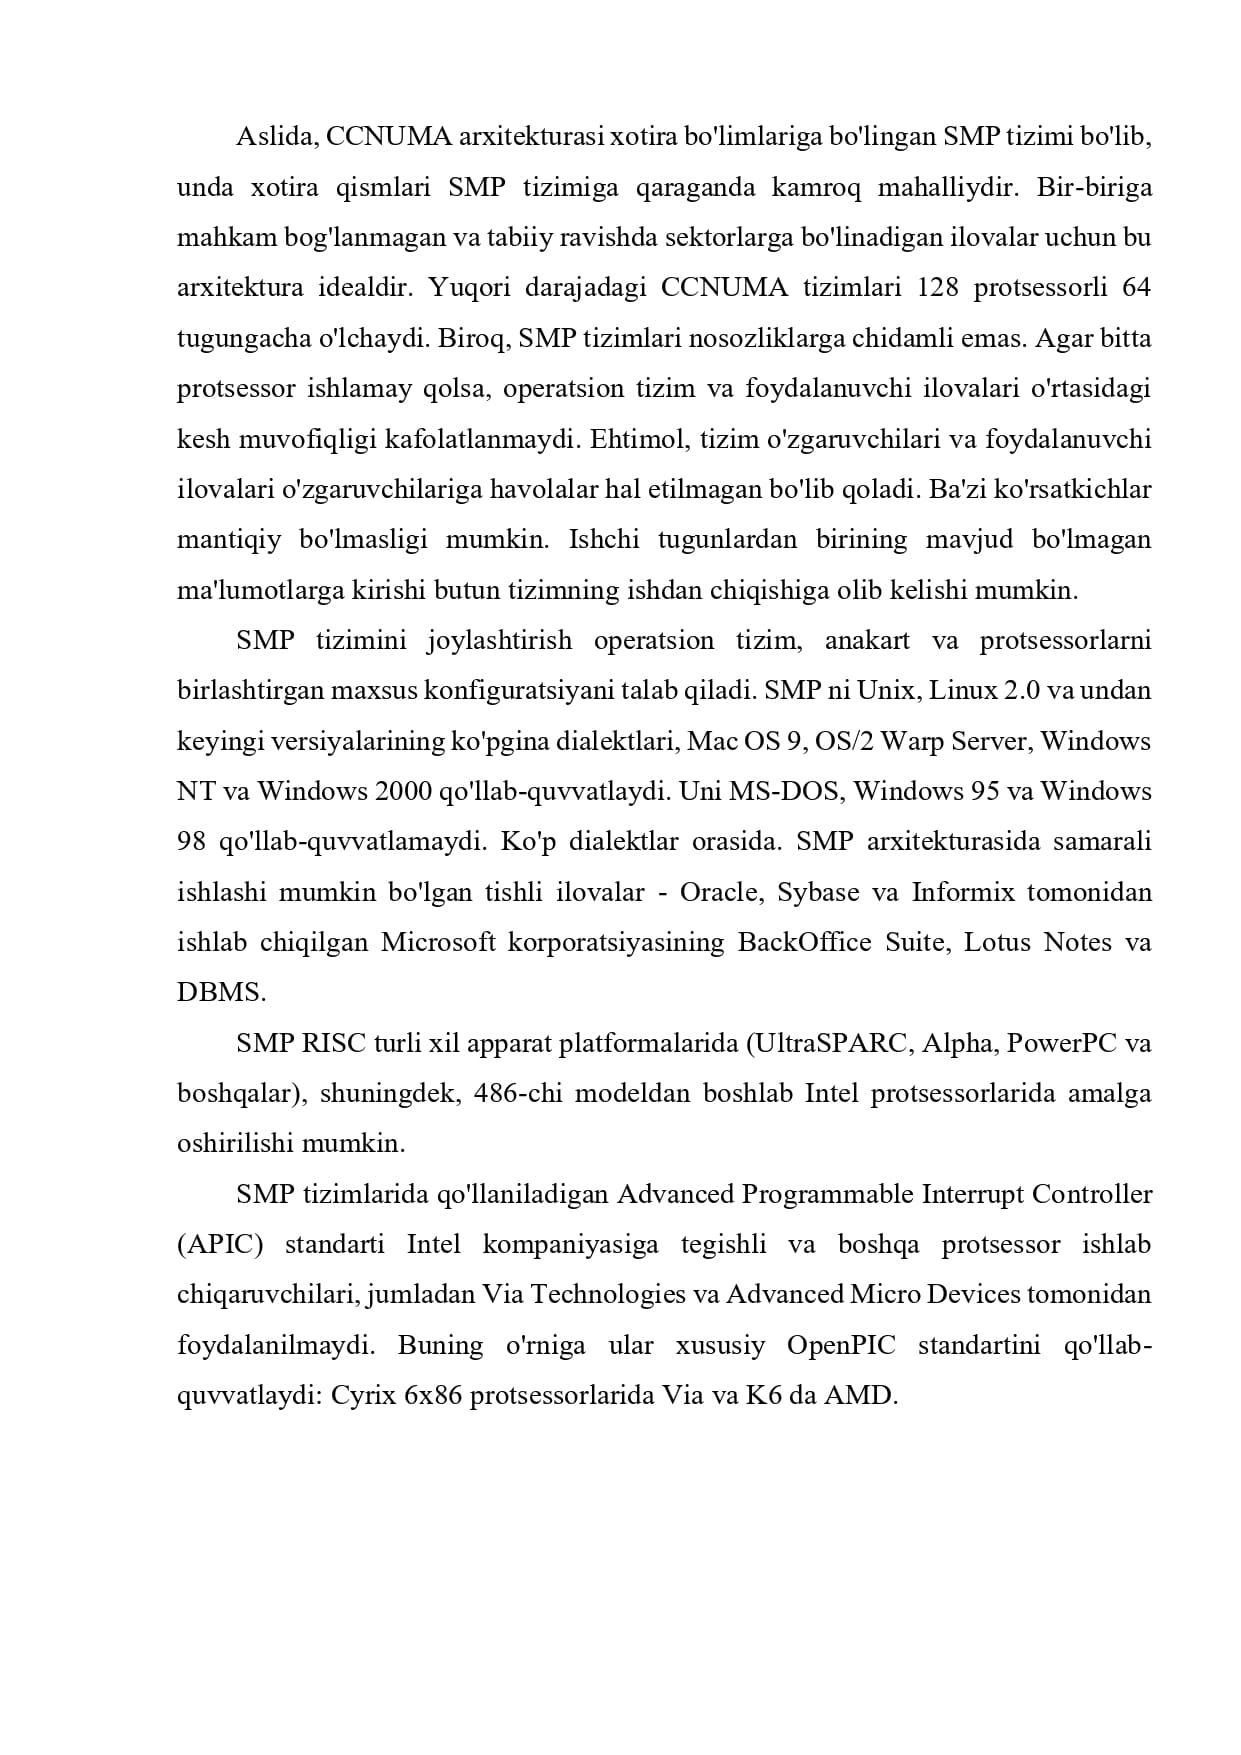 Aslida, CCNUMA arxitekturasi xotira bo'limlariga bo'lingan SMP tizimi bo'lib,
unda xotira qismlari SMP tizimiga qaraganda kamroq mahalliydir. Bir-biriga
mahkam bog'lanmagan va tabiiy ravishda sektorlarga bo'linadigan ilovalar uchun bu
arxitektura idealdir. Yuqori darajadagi CCNUMA tizimlari 128 protsessorli 64
tugungacha o'lchaydi. Biroq, SMP tizimlari nosozliklarga chidamli emas. Agar bitta
protsessor ishlamay qolsa, operatsion tizim va foydalanuvchi ilovalari o'rtasidagi
kesh muvofiqligi kafolatlanmaydi. Ehtimol, tizim o'zgaruvchilari va foydalanuvchi
ilovalari o'zgaruvchilariga havolalar hal etilmagan bo'lib qoladi. Ba'zi ko'rsatkichlar
mantiqiy bo'lmasligi mumkin. Ishchi tugunlardan birining mavjud bo'lmagan
ma'lumotlarga kirishi butun tizimning ishdan chiqishiga olib kelishi mumkin.
SMP tizimini joylashtirish operatsion tizim, anakart va protsessorlarni
birlashtirgan maxsus konfiguratsiyani talab qiladi. SMP ni Unix, Linux 2.0 va undan
keyingi versiyalarining ko'pgina dialektlari, Mac OS 9, OS/2 Warp Server, Windows
NT va Windows 2000 qo'llab-quvvatlaydi. Uni MS-DOS, Windows 95 va Windows
98 qo'llab-quvvatlamaydi. Ko'p dialektlar orasida. SMP arxitekturasida samarali
ishlashi mumkin bo'lgan tishli ilovalar - Oracle, Sybase va Informix tomonidan
ishlab chiqilgan Microsoft korporatsiyasining BackOffice Suite, Lotus Notes va
DBMS.
SMP RISC turli xil apparat platformalarida (UltraSPARC, Alpha, PowerPC va
boshqalar), shuningdek, 486-chi modeldan boshlab Intel protsessorlarida amalga
oshirilishi mumkin.
SMP tizimlarida qo'llaniladigan Advanced Programmable Interrupt Controller
(APIC) standarti Intel kompaniyasiga tegishli va boshqa protsessor ishlab
chiqaruvchilari, jumladan Via Technologies va Advanced Micro Devices tomonidan
foydalanilmaydi. Buning o'rniga ular xususiy OpenPIC standartini qo'llab-
quvvatlaydi: Cyrix 6x86 protsessorlarida Via va K6 da AMD.